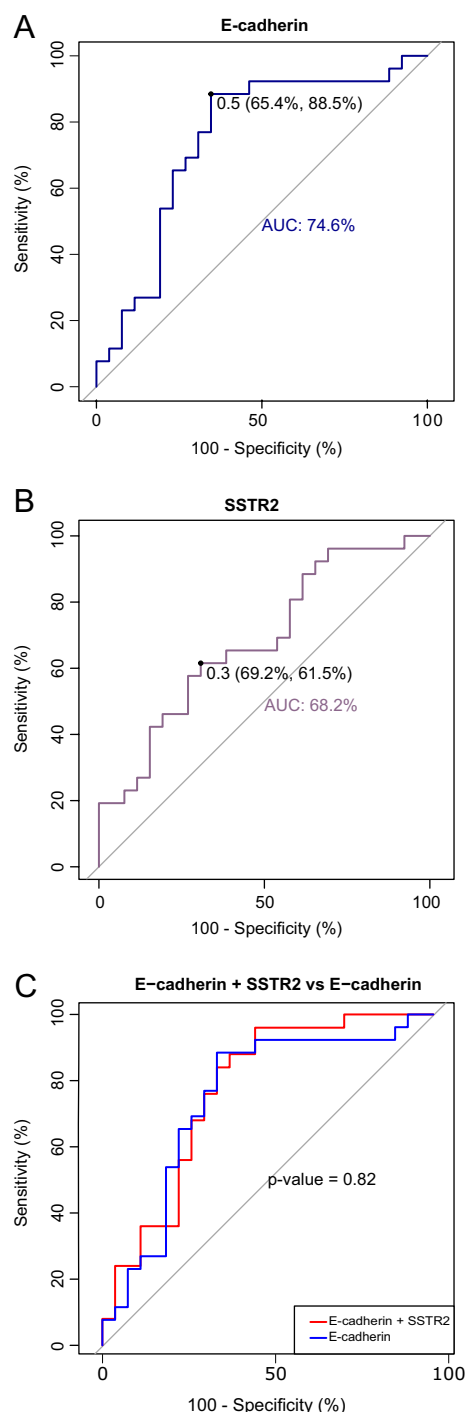 A
E-cadherin
100
80
60
40
20
0
Sensitivity (%)
0.5 (65.4%, 88.5%)
AUC: 74.6%
0
50
100
100 - Specificity (%)
B
SSTR2
100
80
60
40
20
0
Sensitivity (%)
0.3 (69.2%, 61.5%)
AUC: 68.2%
0
50
100
100 - Specificity (%)
C
E−cadherin + SSTR2 vs E−cadherin
100
80
60
40
20
0
Sensitivity (%)
p-value = 0.82
E-cadherin + SSTR2
E-cadherin
0
50
100
100 - Specificity (%)